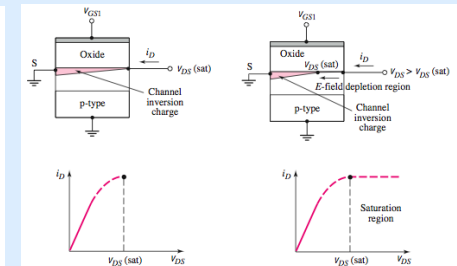 V_GS1
Oxide
i_D
S
V_DS (sat)
Channel
inversion
charge
p-type
V_GS1
Oxide
V_DS (sat)
i_D
S
V_DS > V_DS (sat)
E-field depletion region
p-type
Channel
inversion
charge
i_D
V_DS (sat)
V_DS
i_D
Saturation
region
V_DS (sat)
V_DS